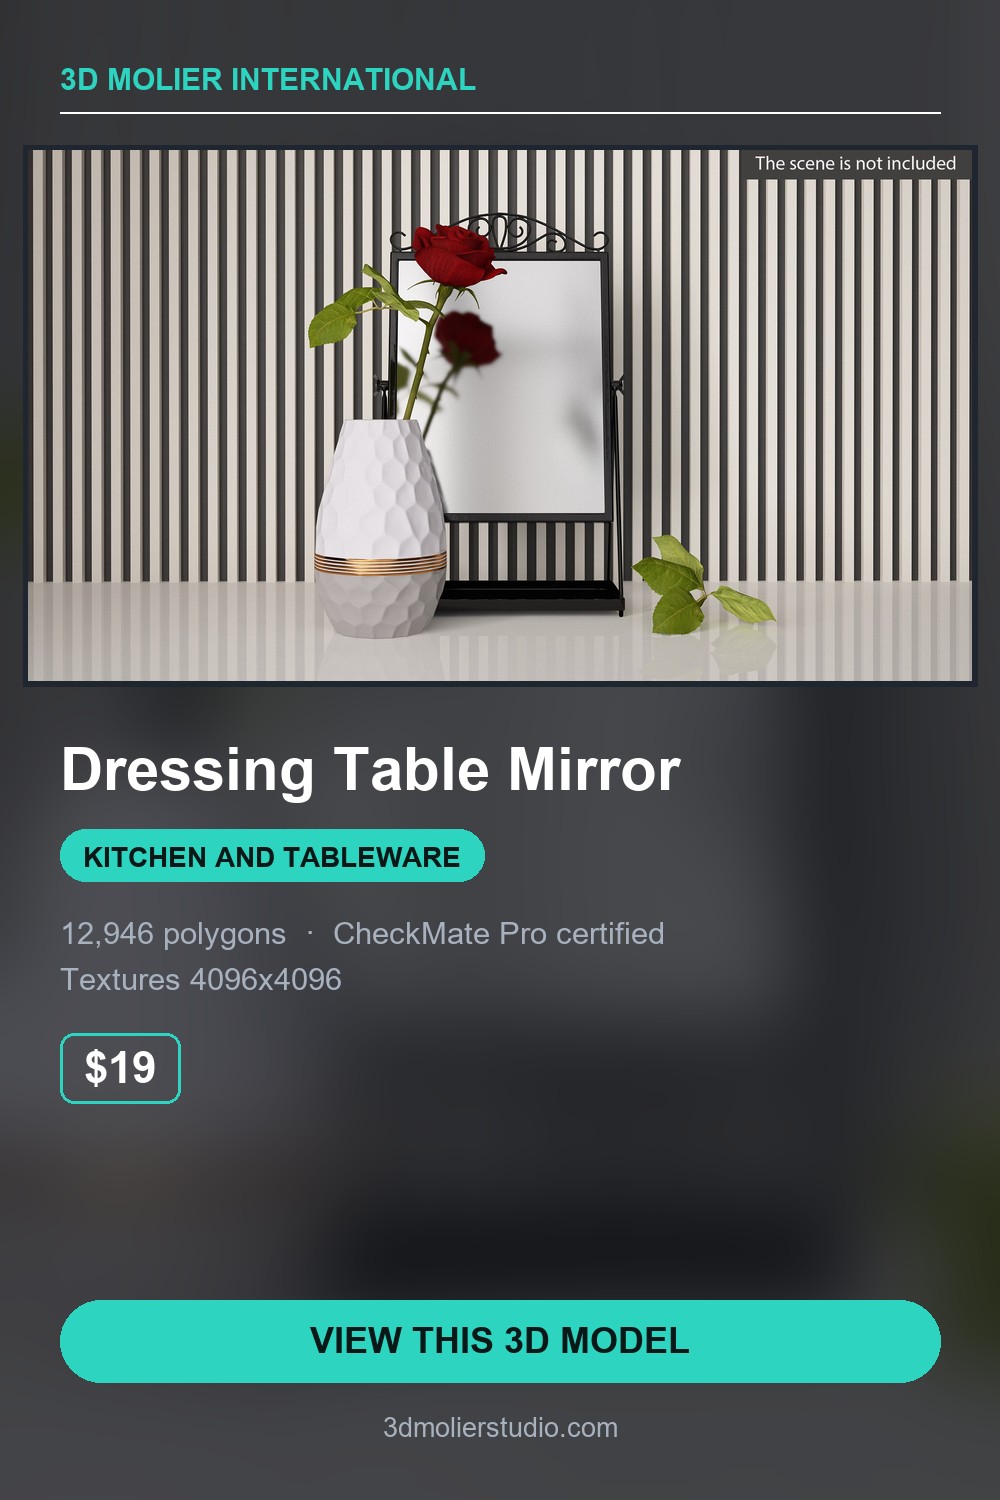 3D MOLIER INTERNATIONAL
The scene is not included
Dressing Table Mirror
KITCHEN AND TABLEWARE
12,946 polygons · CheckMate Pro certified
Textures 4096x4096
$19
VIEW THIS 3D MODEL
3dmolierstudio.com